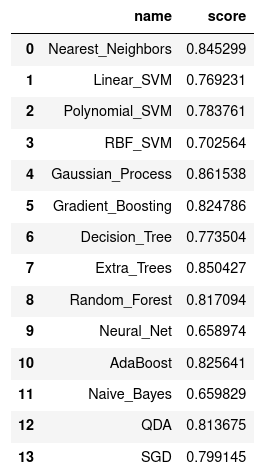 name score
0 Nearest_Neighbors 0.845299
1 Linear_SVM 0.769231
2 Polynomial_SVM 0.783761
3 RBF_SVM 0.702564
4 Gaussian_Process 0.861538
5 Gradient_Boosting 0.824786
6 Decision_Tree 0.773504
7 Extra_Trees 0.850427
8 Random_Forest 0.817094
9 Neural_Net 0.658974
10 AdaBoost 0.825641
11 Naive_Bayes 0.659829
12 QDA 0.813675
13 SGD 0.799145